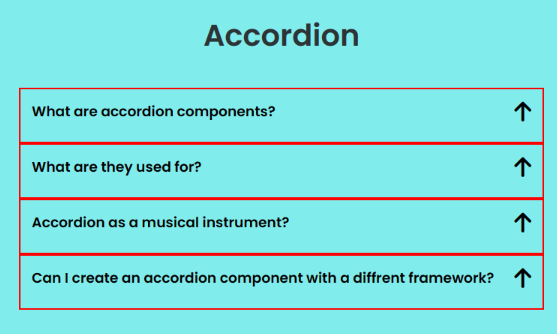 Accordion
What are accordion components?
What are they used for?
Accordion as a musical instrument?
Can I create an accordion component with a diffrent framework?